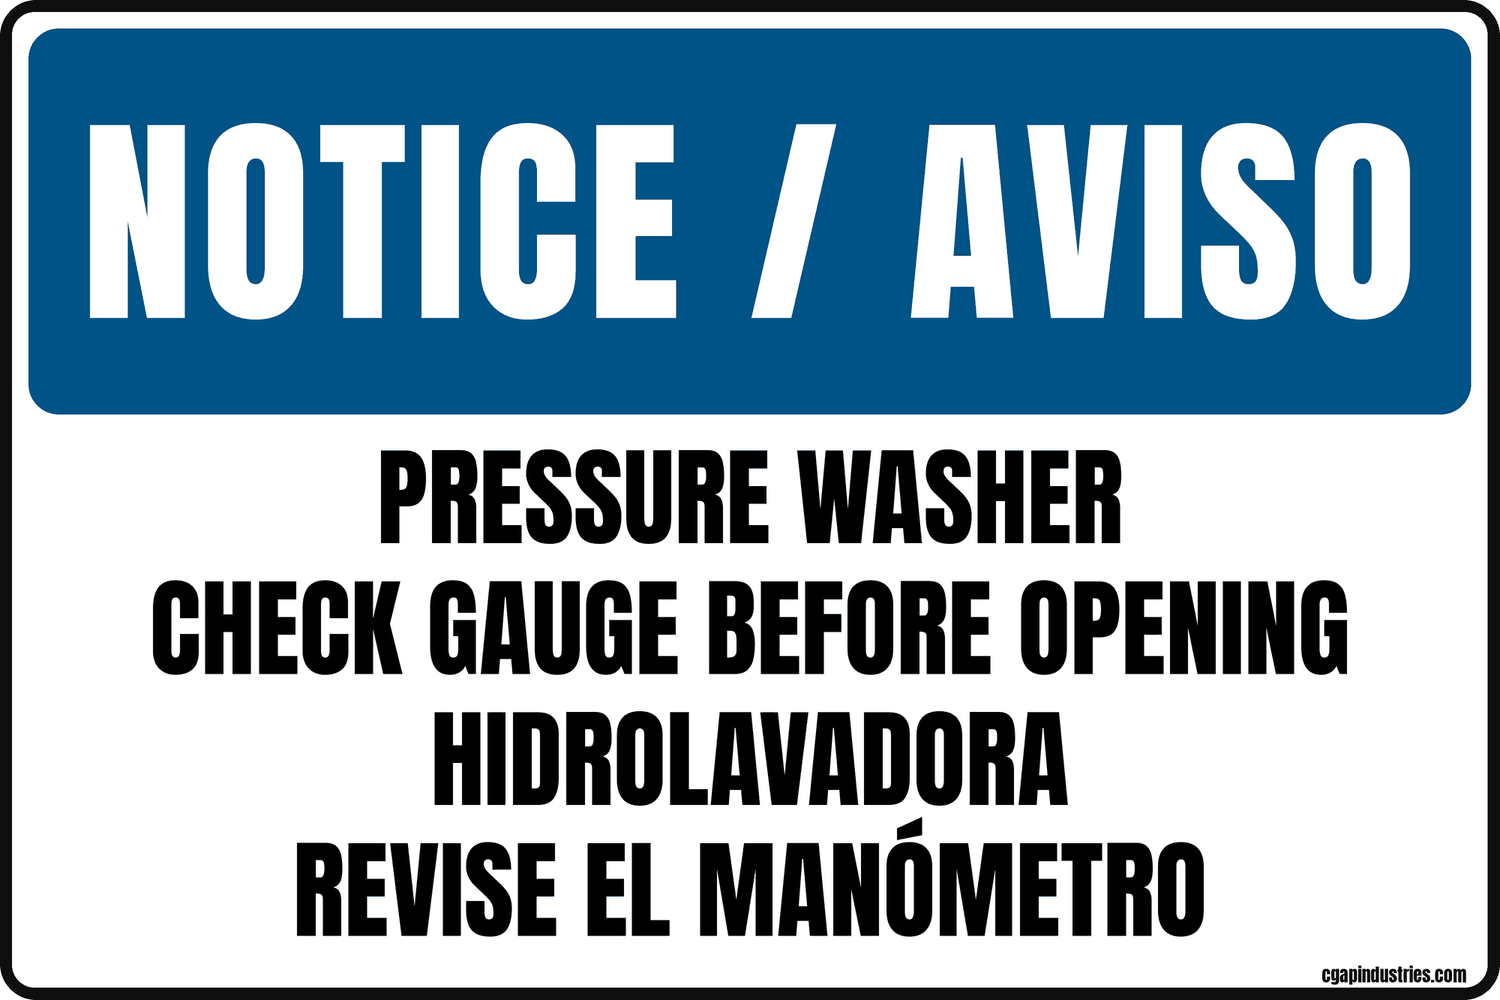 NOTICE / AVISO
PRESSURE WASHER
CHECK GAUGE BEFORE OPENING
HIDROLAVADORA
REVISE EL MANÓMETRO
cgapindustries.com